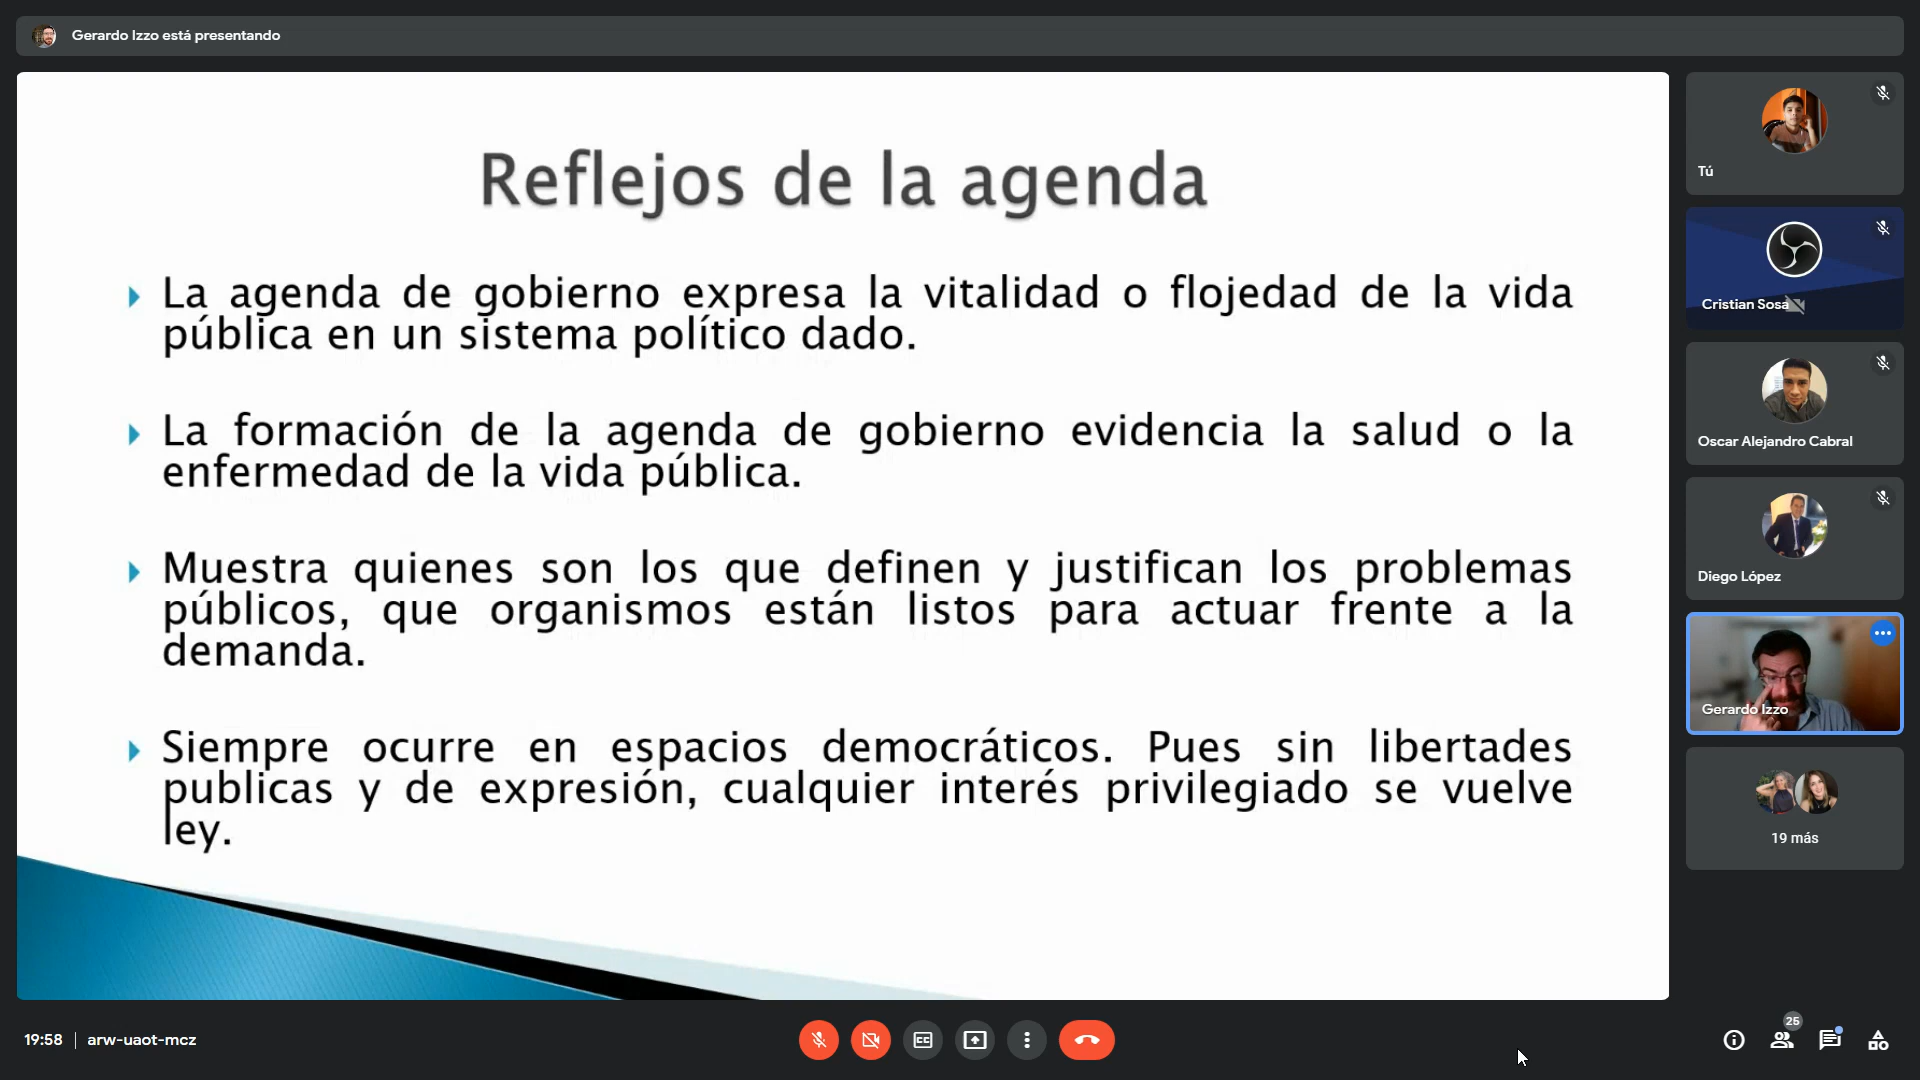 Gerardo Izzo está presentando
Reflejos de la agenda
La agenda de gobierno expresa la vitalidad o flojedad de la vida
pública en un sistema político dado.
La formación de la agenda de gobierno evidencia la salud o la
enfermedad de la vida pública.
Muestra quienes son los que definen y justifican los problemas
públicos, que organismos están listos para actuar frente a la
demanda.
Siempre ocurre en espacios democráticos. Pues sin libertades
publicas y de expresión, cualquier interés privilegiado se vuelve
ley.
Tú
Cristian Sosa
Oscar Alejandro Cabral
Diego López
Gerardo Izzo
19 más
19:58 | arw-uaot-mcz
CC
25